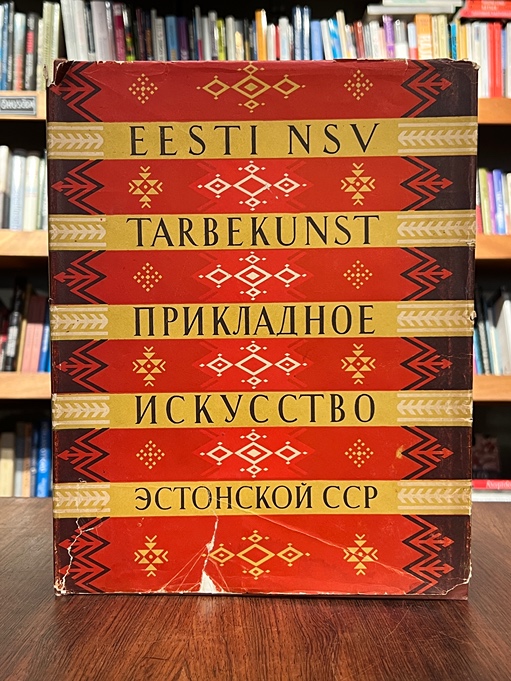 EESTI NSV
TARBEKUNST
ПРИКЛАДНОЕ
ИСКУССТВО
ЭСТОНСКОЙ ССР